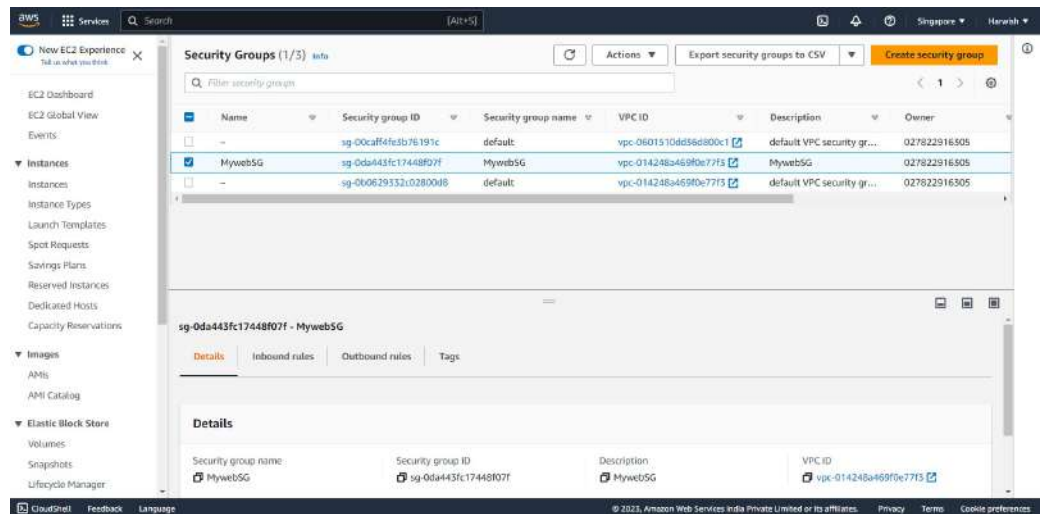 aws Services Search [Alt+S] Singapore Harwish
New EC2 Experience
Tell us what you think
EC2 Dashboard
EC2 Global View
Events
Instances
Instances
Instance Types
Launch Templates
Spot Requests
Savings Plans
Reserved Instances
Dedicated Hosts
Capacity Reservations
Images
AMIs
AMI Catalog
Elastic Block Store
Volumes
Snapshots
Lifecycle Manager
Security Groups (1/3) Info
Actions Export security groups to CSV Create security group
Filter security groups
1
Name Security group ID Security group name VPC ID Description Owner
– sg-00caff4fe3b76191c default vpc-0601510dd36d800c1 default VPC security gr... 027822916305
MywebSG sg-0da443fc17448f07f MywebSG vpc-014248a469f0e77f3 MywebSG 027822916305
– sg-0b0629332c02800d8 default vpc-014248a469f0e77f3 default VPC security gr... 027822916305
sg-0da443fc17448f07f - MywebSG
Details Inbound rules Outbound rules Tags
Details
Security group name Security group ID Description VPC ID
MywebSG sg-0da443fc17448f07f MywebSG vpc-014248a469f0e77f3
CloudShell Feedback Language © 2023, Amazon Web Services India Private Limited or its affiliates. Privacy Terms Cookie preferences